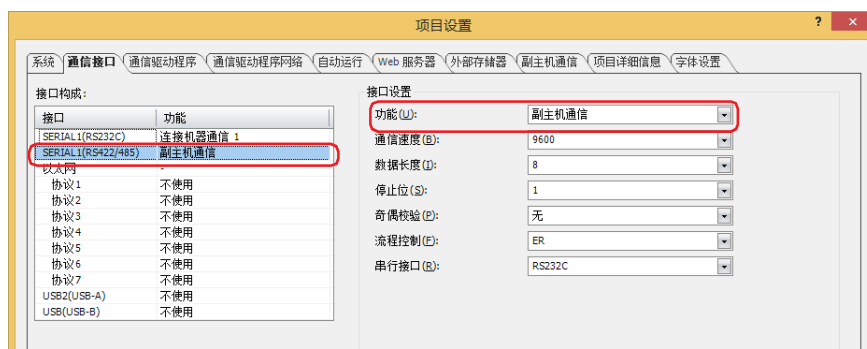 项目设置
? ×
系统 通信接口 通信驱动程序 通信驱动程序网络 自动运行 Web 服务器 外部存储器 副主机通信 项目详细信息 字体设置
接口构成:
接口 功能
SERIAL1(RS232C) 连接机器通信 1
SERIAL1(RS422/485) 副主机通信
以太网 -
协议1 不使用
协议2 不使用
协议3 不使用
协议4 不使用
协议5 不使用
协议6 不使用
协议7 不使用
USB2(USB-A) 不使用
USB(USB-B) 不使用
接口设置
功能(U): 副主机通信
通信速度(B): 9600
数据长度(I): 8
停止位(S): 1
奇偶校验(P): 无
流程控制(F): ER
串行接口(R): RS232C